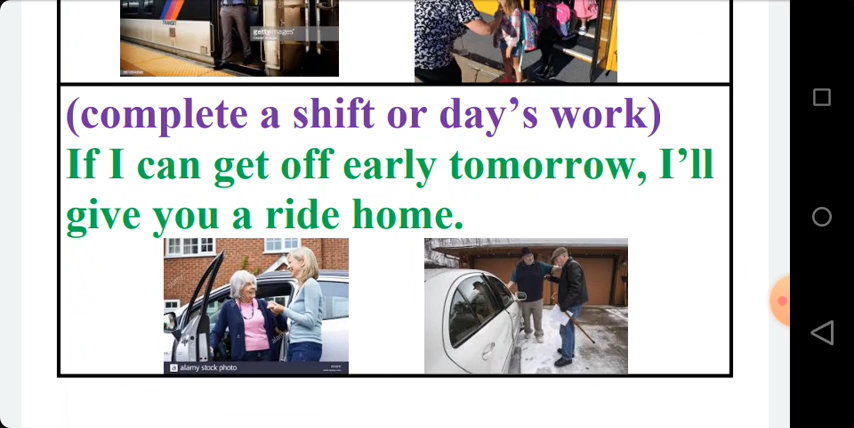 TRANSIT
gettyimages
(complete a shift or day’s work)
If I can get off early tomorrow, I’ll
give you a ride home.
a alamy stock photo